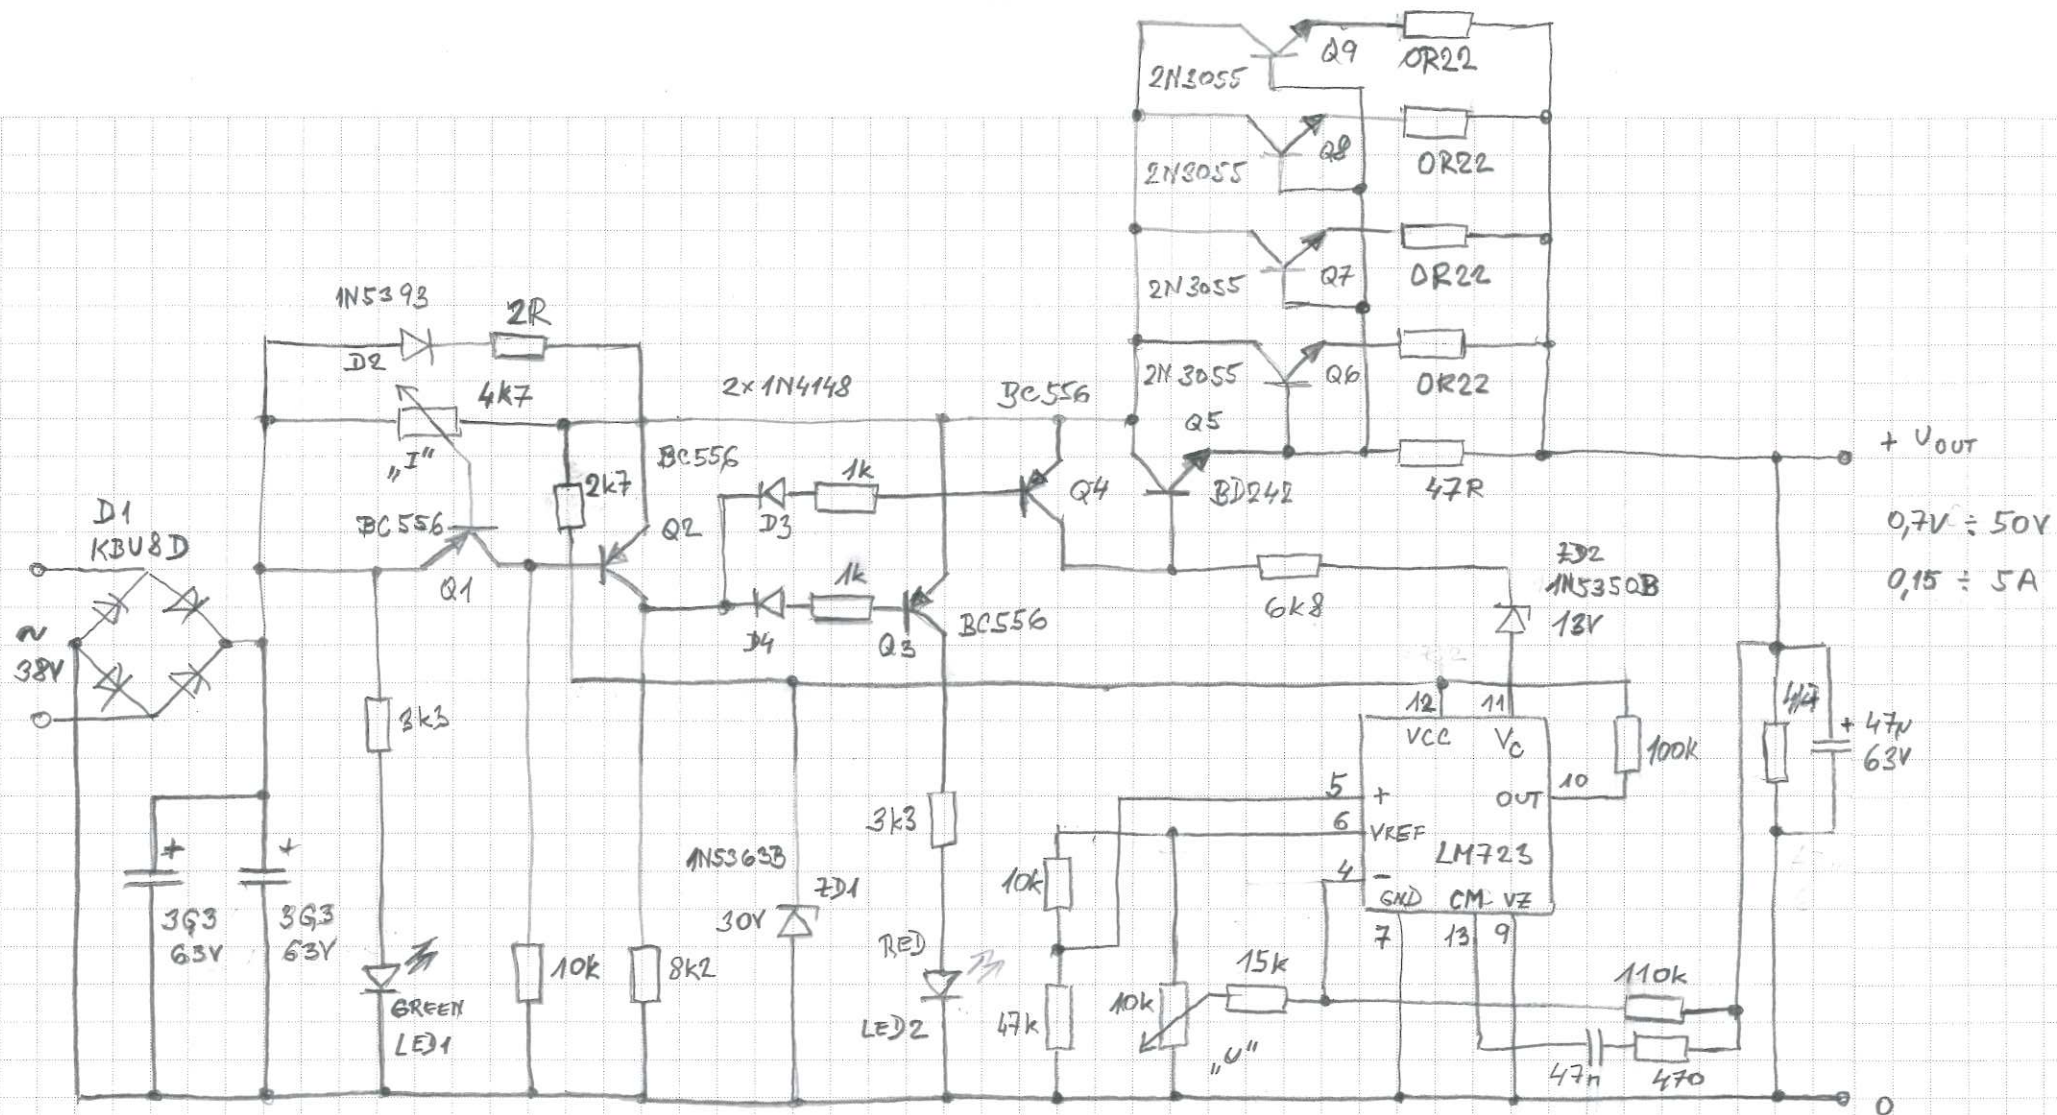 Q9
0R22
2N3055
Q8
0R22
2N3055
Q7
0R22
2N3055
1N5393
2R
D2
4k7
2×1N4148
BC556
2N3055
Q6
0R22
Q5
"I"
BC556
2k7
1k
Q4
BD242
47R
+ VOUT
0,7V ÷ 50V
0,15 ÷ 5A
D1
KBU8D
BC556
Q1
Q2
D3
1k
D4
Q3
BC556
6k8
ZD2
1N5350B
13V
~
38V
3k3
12
11
VCC
VC
100k
4k7
+ 47µ
63V
5
+
OUT
10
6
VREF
LM723
4
-
GND
CM
VZ
7
13
9
3k3
1N5363B
ZD1
30V
10k
+
+
3G3
63V
3G3
63V
GREEN
LED1
10k
8k2
RED
LED2
47k
10k
"U"
15k
110k
47n
470
0